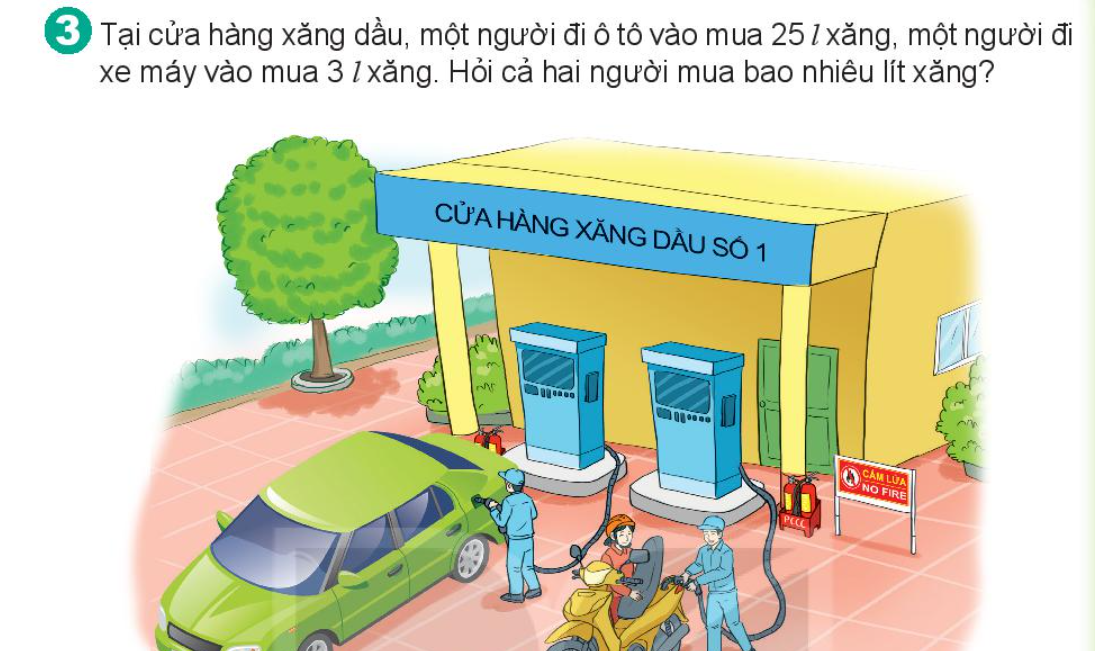 3 Tại cửa hàng xăng dầu, một người đi ô tô vào mua 25 l xăng, một người đi
xe máy vào mua 3 l xăng. Hỏi cả hai người mua bao nhiêu lít xăng?
CỬA HÀNG XĂNG DẦU SỐ 1
CẤM LỬA
NO FIRE
PCCC